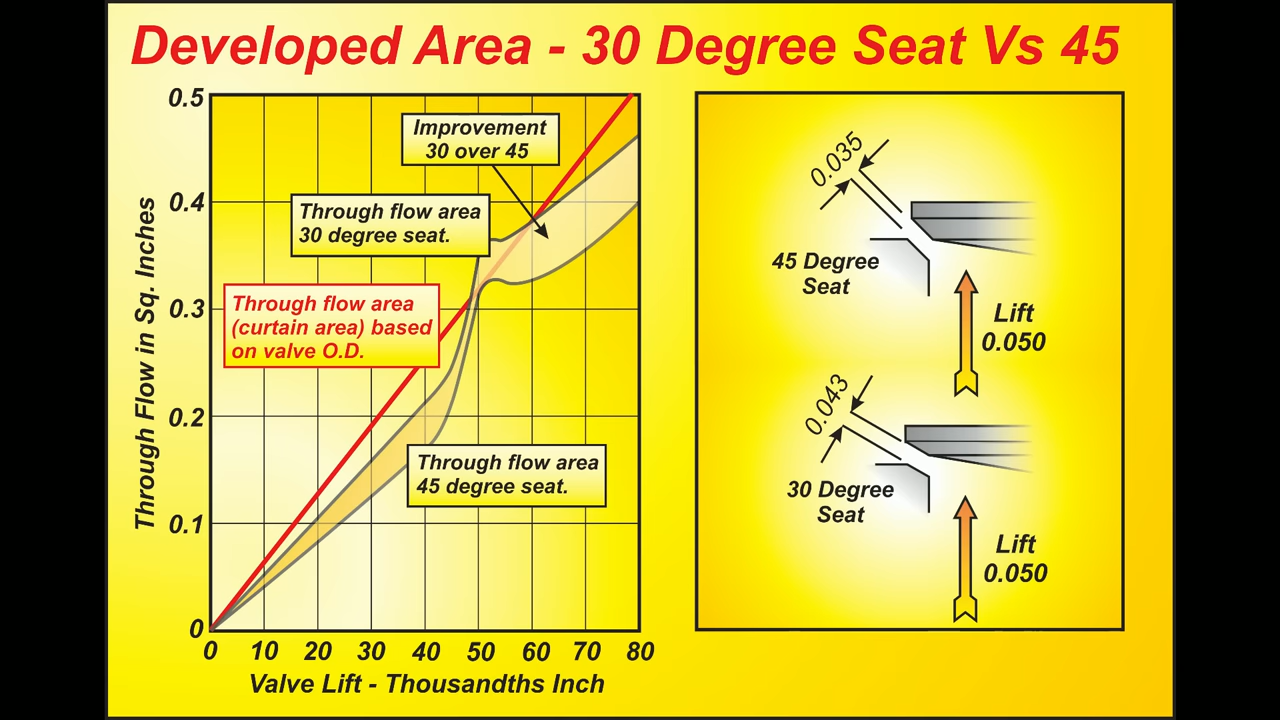 Developed Area - 30 Degree Seat Vs 45
0.5
0.4
0.3
0.2
0.1
0
Through Flow in Sq. Inches
Improvement
30 over 45
Through flow area
30 degree seat.
Through flow area
(curtain area) based
on valve O.D.
Through flow area
45 degree seat.
0 10 20 30 40 50 60 70 80
Valve Lift - Thousandths Inch
0.035
45 Degree
Seat
Lift
0.050
0.043
30 Degree
Seat
Lift
0.050